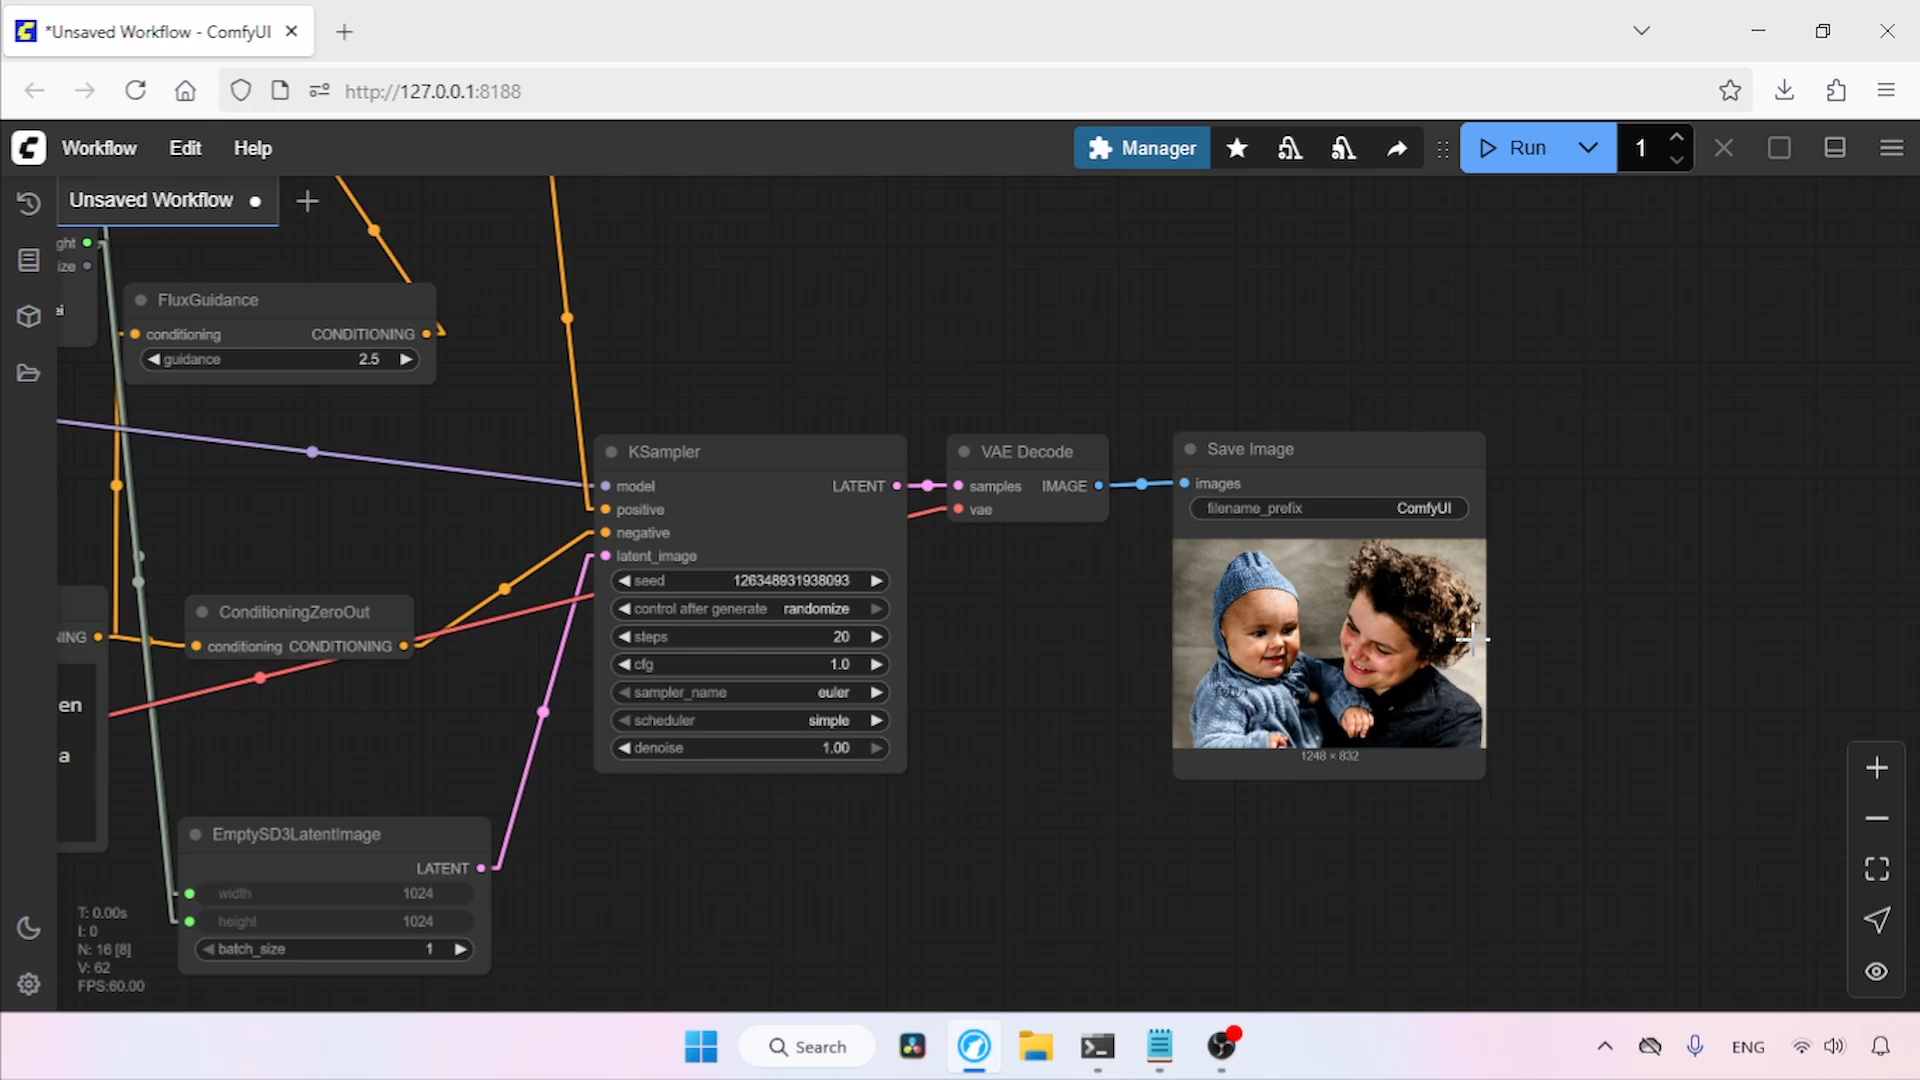 *Unsaved Workflow - ComfyUI
http://127.0.0.1:8188
Workflow Edit Help
Manager
Run
1
Unsaved Workflow
ght
ize
FluxGuidance
conditioning CONDITIONING
guidance 2.5
KSampler
model LATENT
positive
negative
latent_image
seed 126348931938093
control after generate randomize
steps 20
cfg 1.0
sampler_name euler
scheduler simple
denoise 1.00
VAE Decode
samples IMAGE
vae
Save Image
images
filename_prefix ComfyUI
1248 × 832
NING
en
a
ConditioningZeroOut
conditioning CONDITIONING
EmptySD3LatentImage
LATENT
width 1024
height 1024
batch_size 1
T: 0.00s
I: 0
N: 16 [8]
V: 62
FPS:60.00
Search
ENG